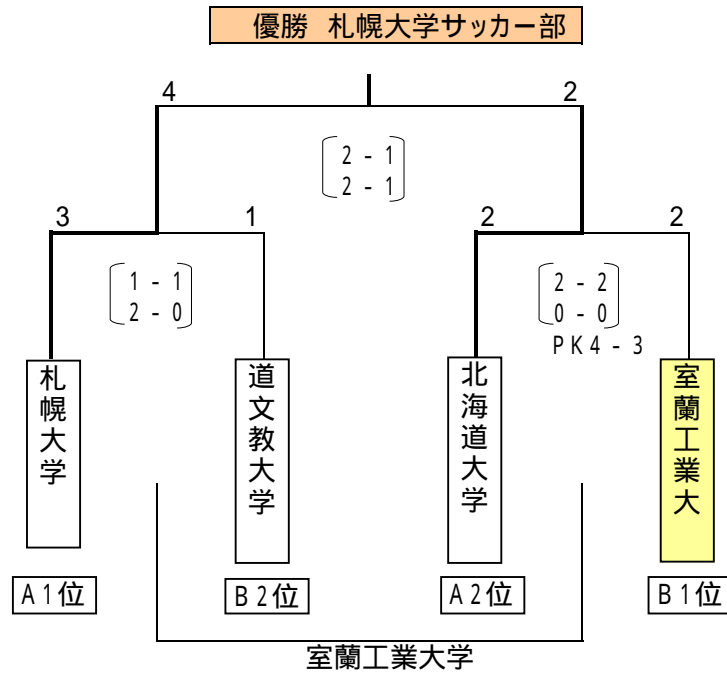 優勝 札幌大学サッカー部
4
2
2 - 1
2 - 1
3
1
2
2
1 - 1
2 - 0
2 - 2
0 - 0
PK4 - 3
札幌大学
道文教大学
北海道大学
室蘭工業大
A1位
B2位
A2位
B1位
室蘭工業大学